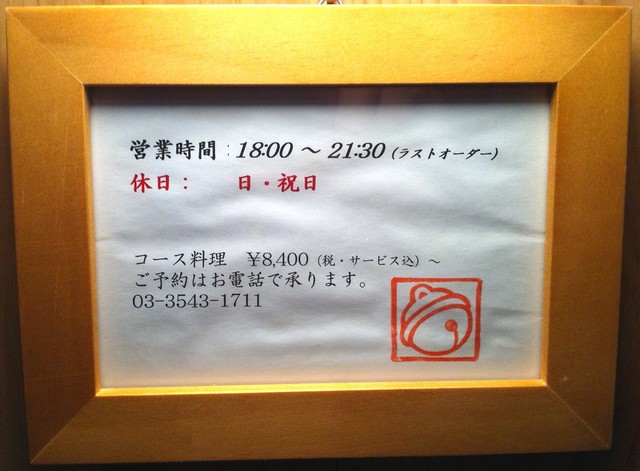 営業時間：18:00 ～ 21:30（ラストオーダー）
休日：　日・祝日
コース料理　¥8,400（税・サービス込）～
ご予約はお電話で承ります。
03-3543-1711